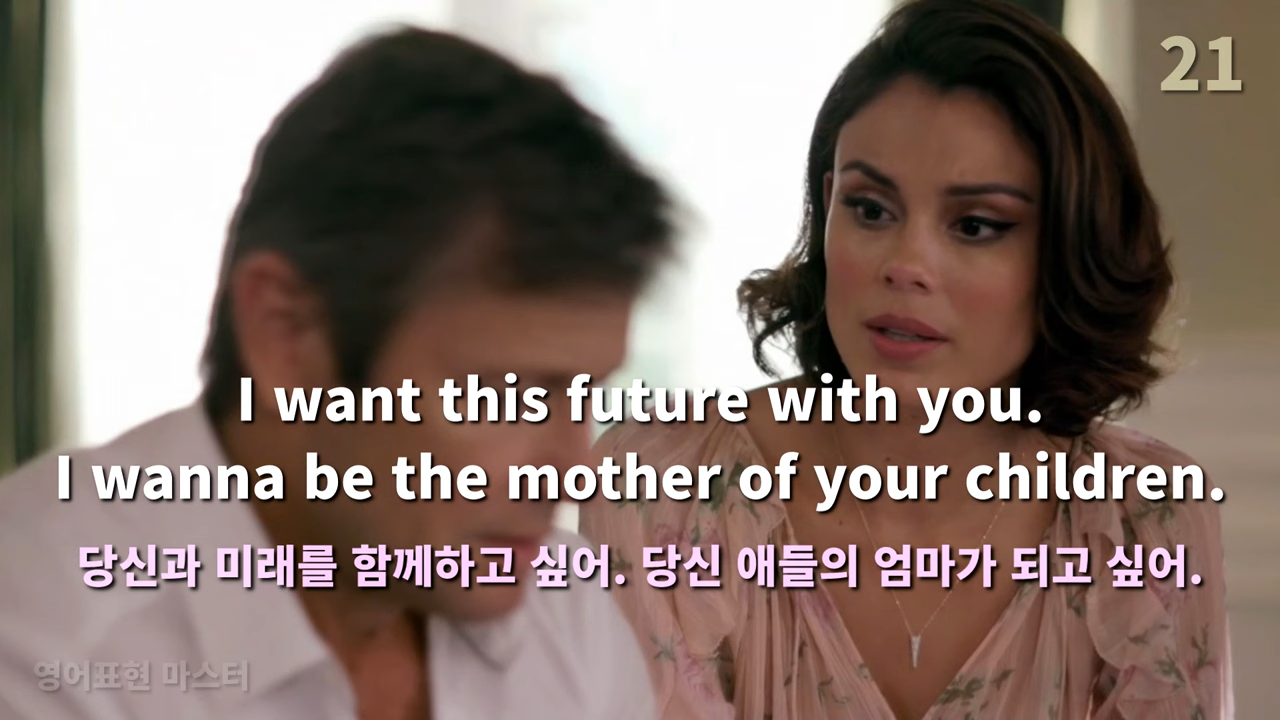 21
I want this future with you.
I wanna be the mother of your children.
당신과 미래를 함께하고 싶어. 당신 애들의 엄마가 되고 싶어.
영어표현 마스터